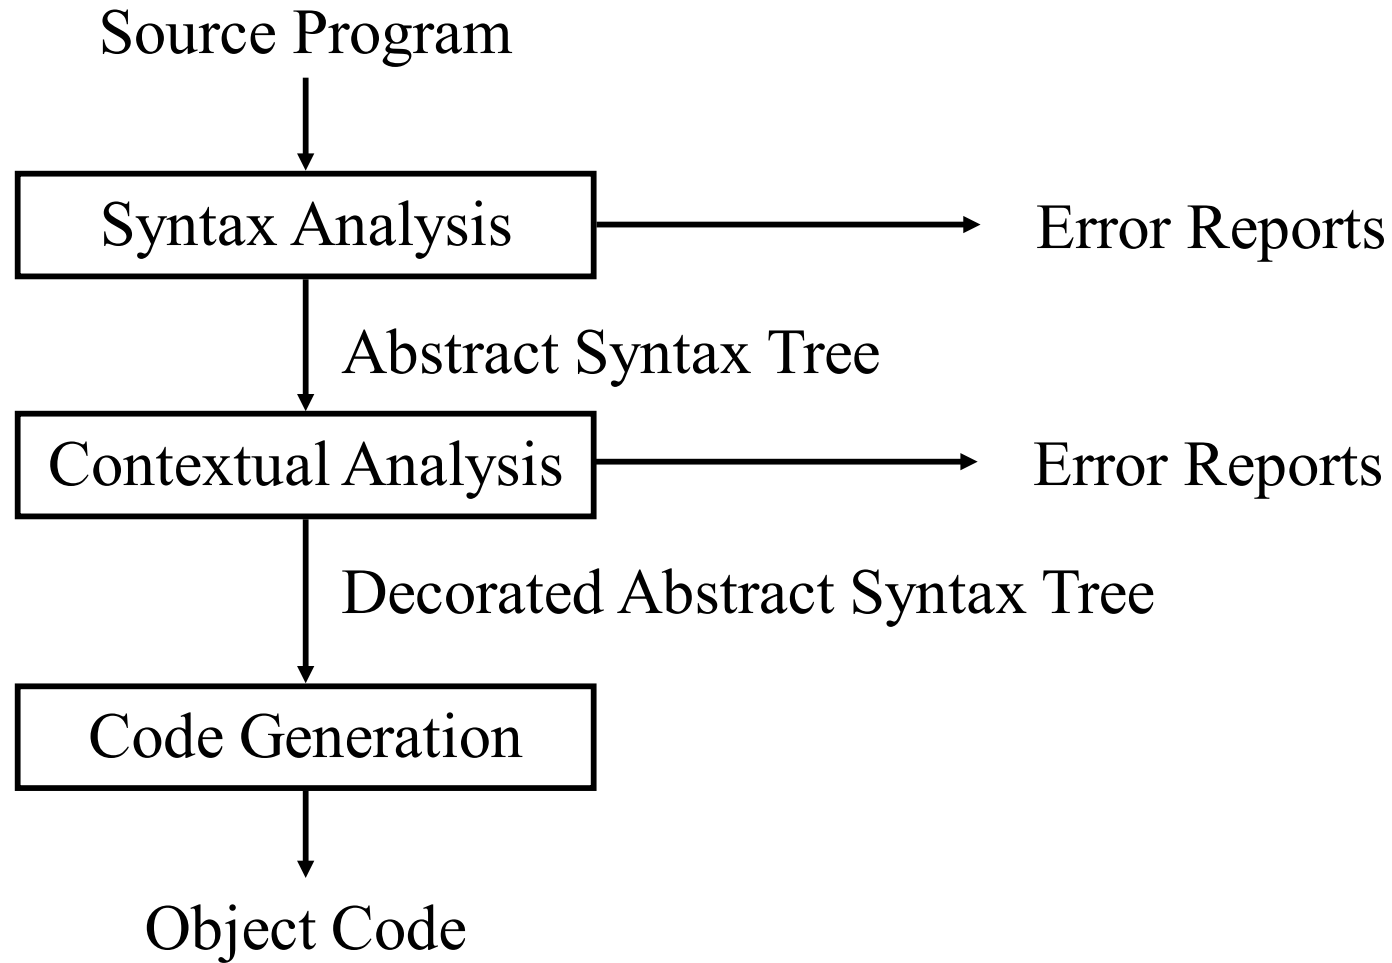 Source Program
Syntax Analysis
Error Reports
Abstract Syntax Tree
Contextual Analysis
Error Reports
Decorated Abstract Syntax Tree
Code Generation
Object Code